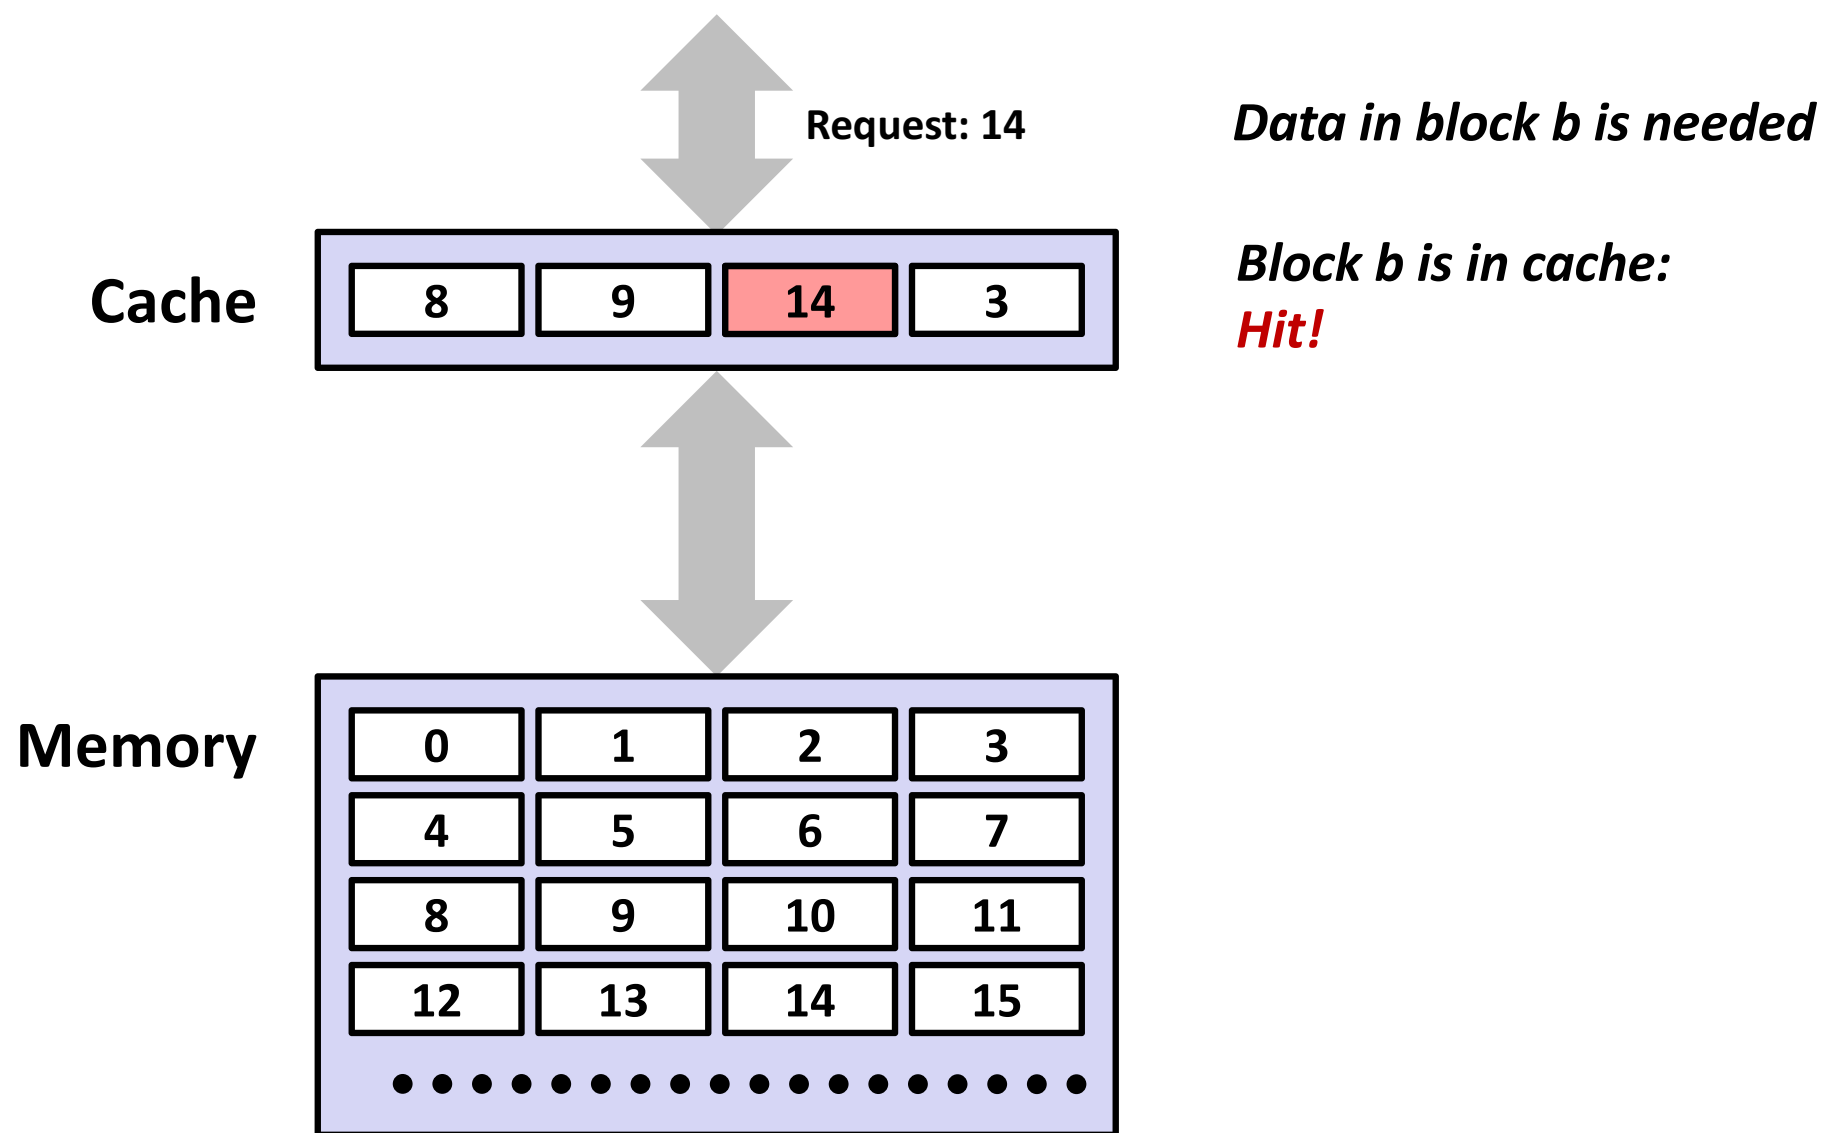 Request: 14
Data in block b is needed
Cache
8 9 14 3
Block b is in cache:
Hit!
Memory
0 1 2 3
4 5 6 7
8 9 10 11
12 13 14 15